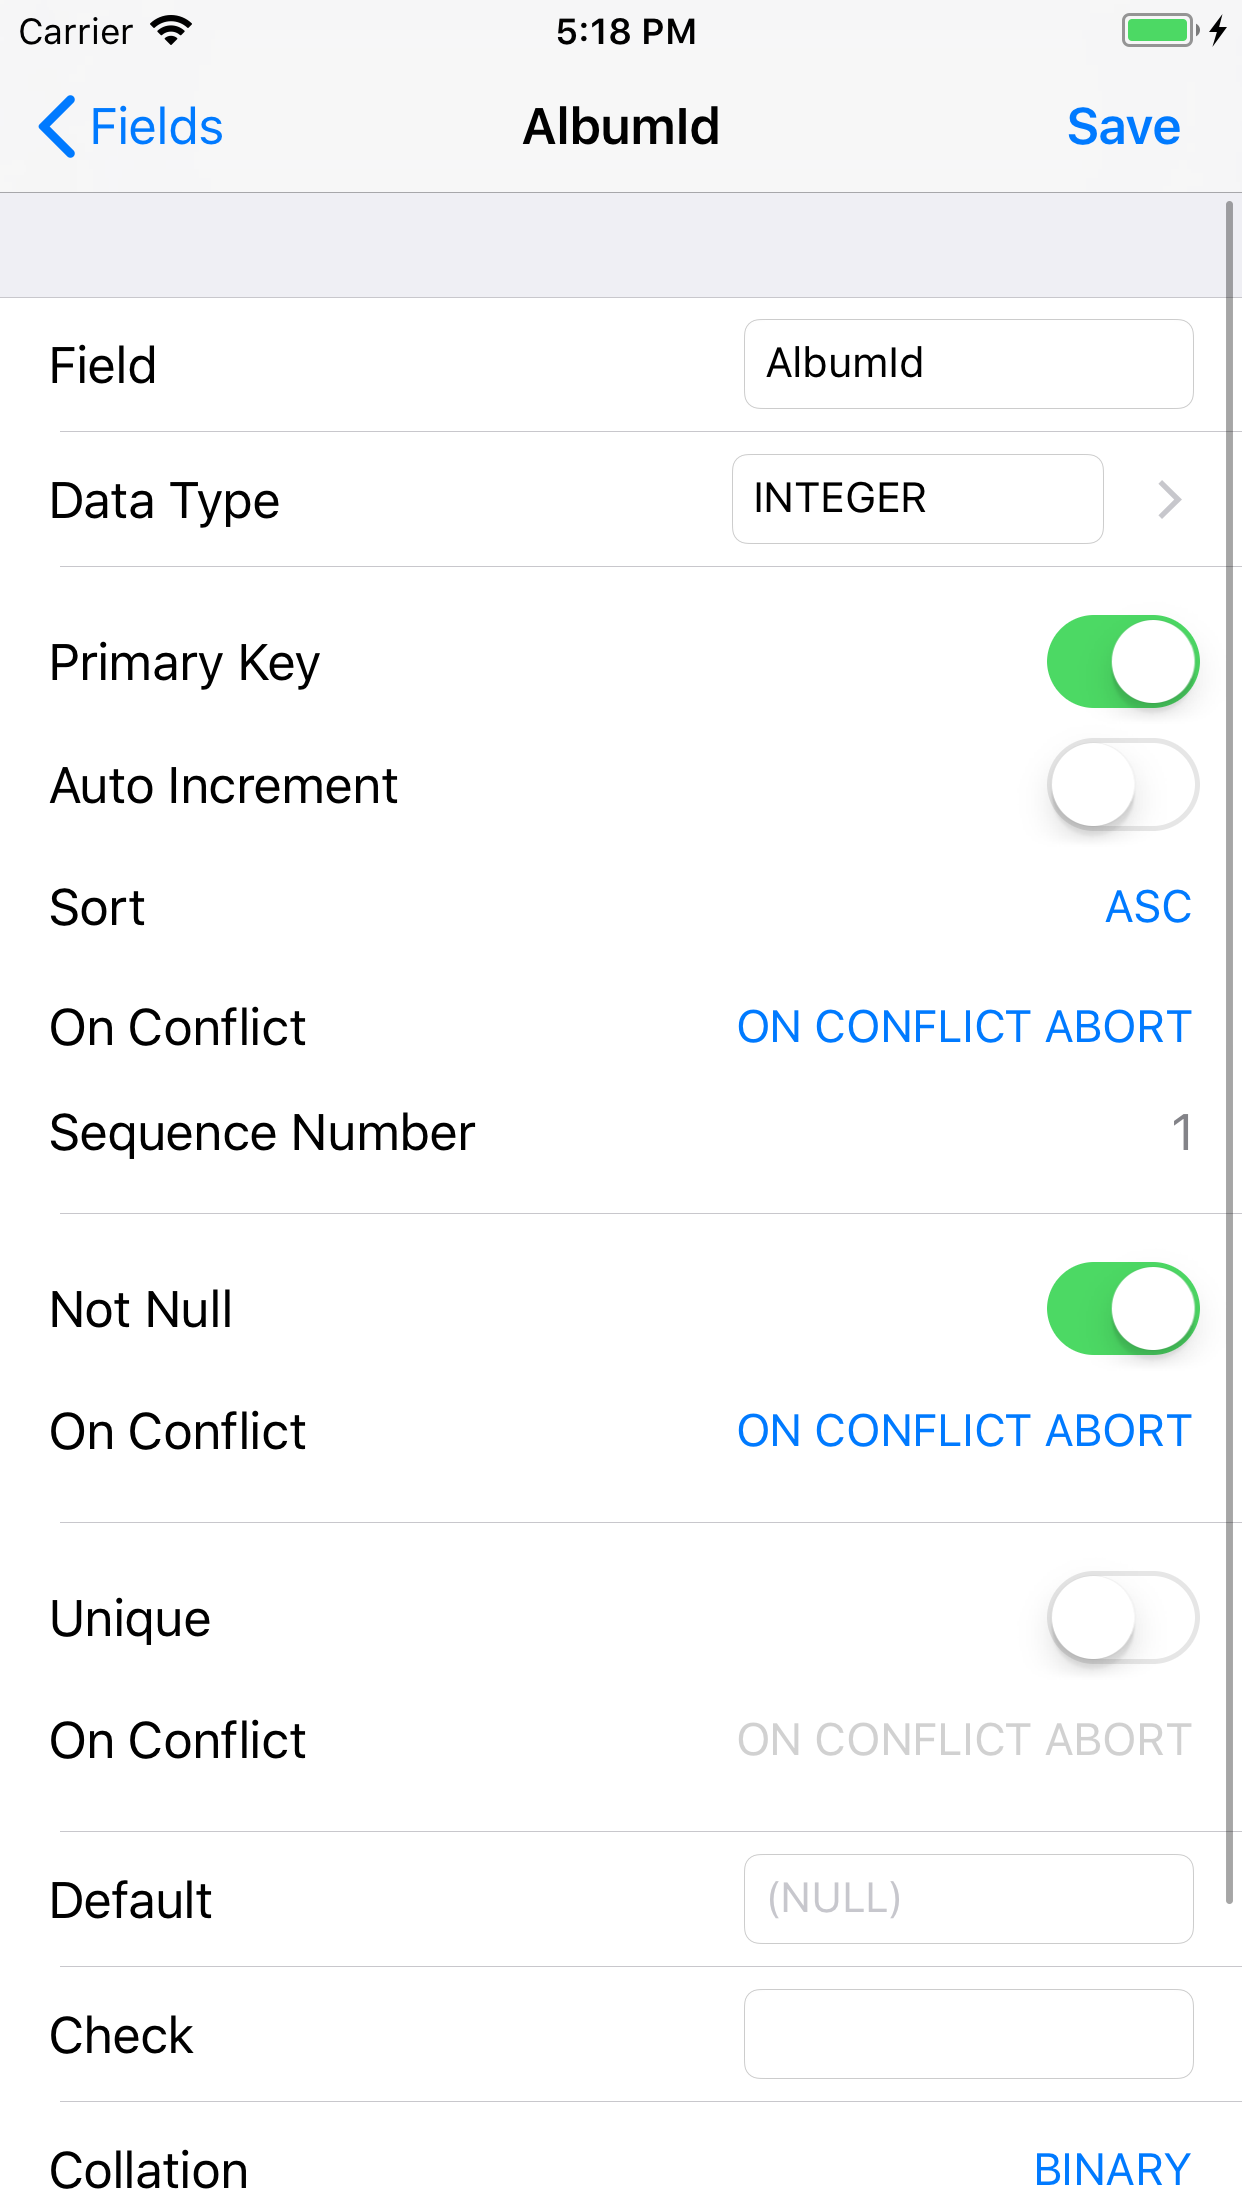 Carrier 5:18 PM
Fields AlbumId Save
Field AlbumId
Data Type INTEGER
Primary Key
Auto Increment
Sort ASC
On Conflict ON CONFLICT ABORT
Sequence Number 1
Not Null
On Conflict ON CONFLICT ABORT
Unique
On Conflict ON CONFLICT ABORT
Default (NULL)
Check
Collation BINARY